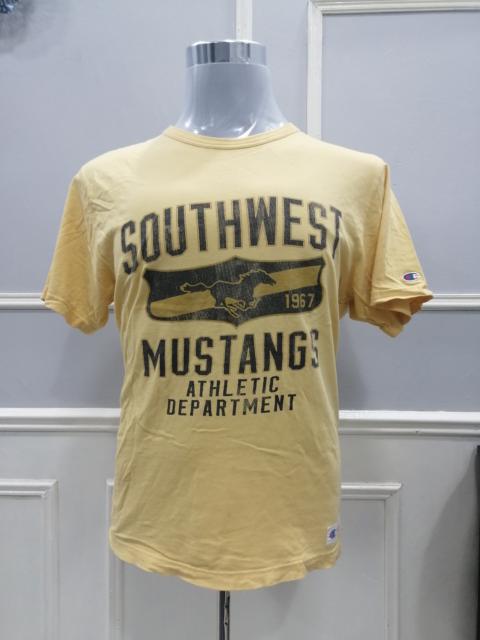 SOUTHWEST
1967
MUSTANGS
ATHLETIC
DEPARTMENT